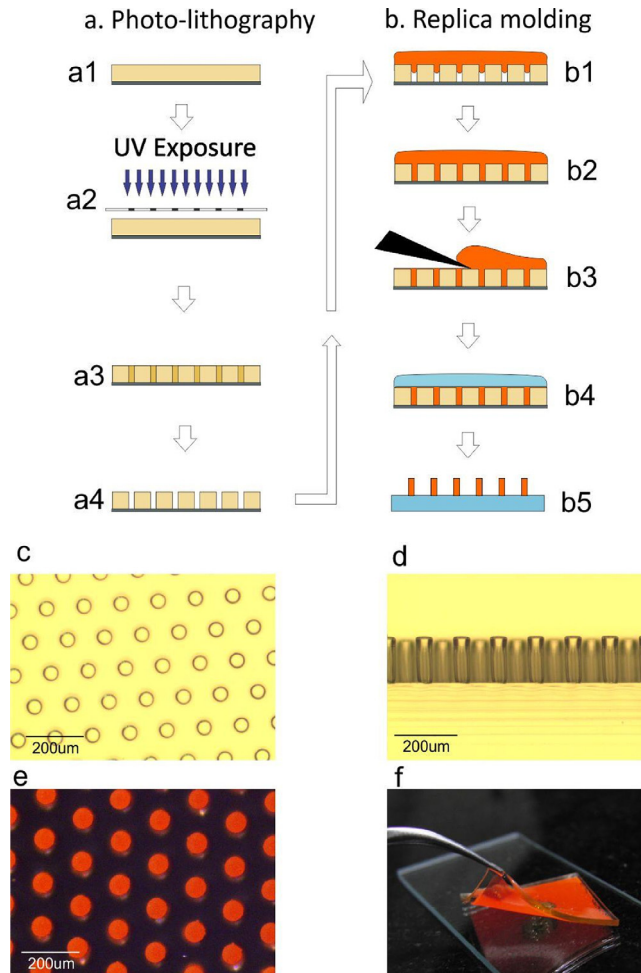 a. Photo-lithography
a1
UV Exposure
a2
a3
a4
b. Replica molding
b1
b2
b3
b4
b5
c
200um
d
200um
e
200um
f